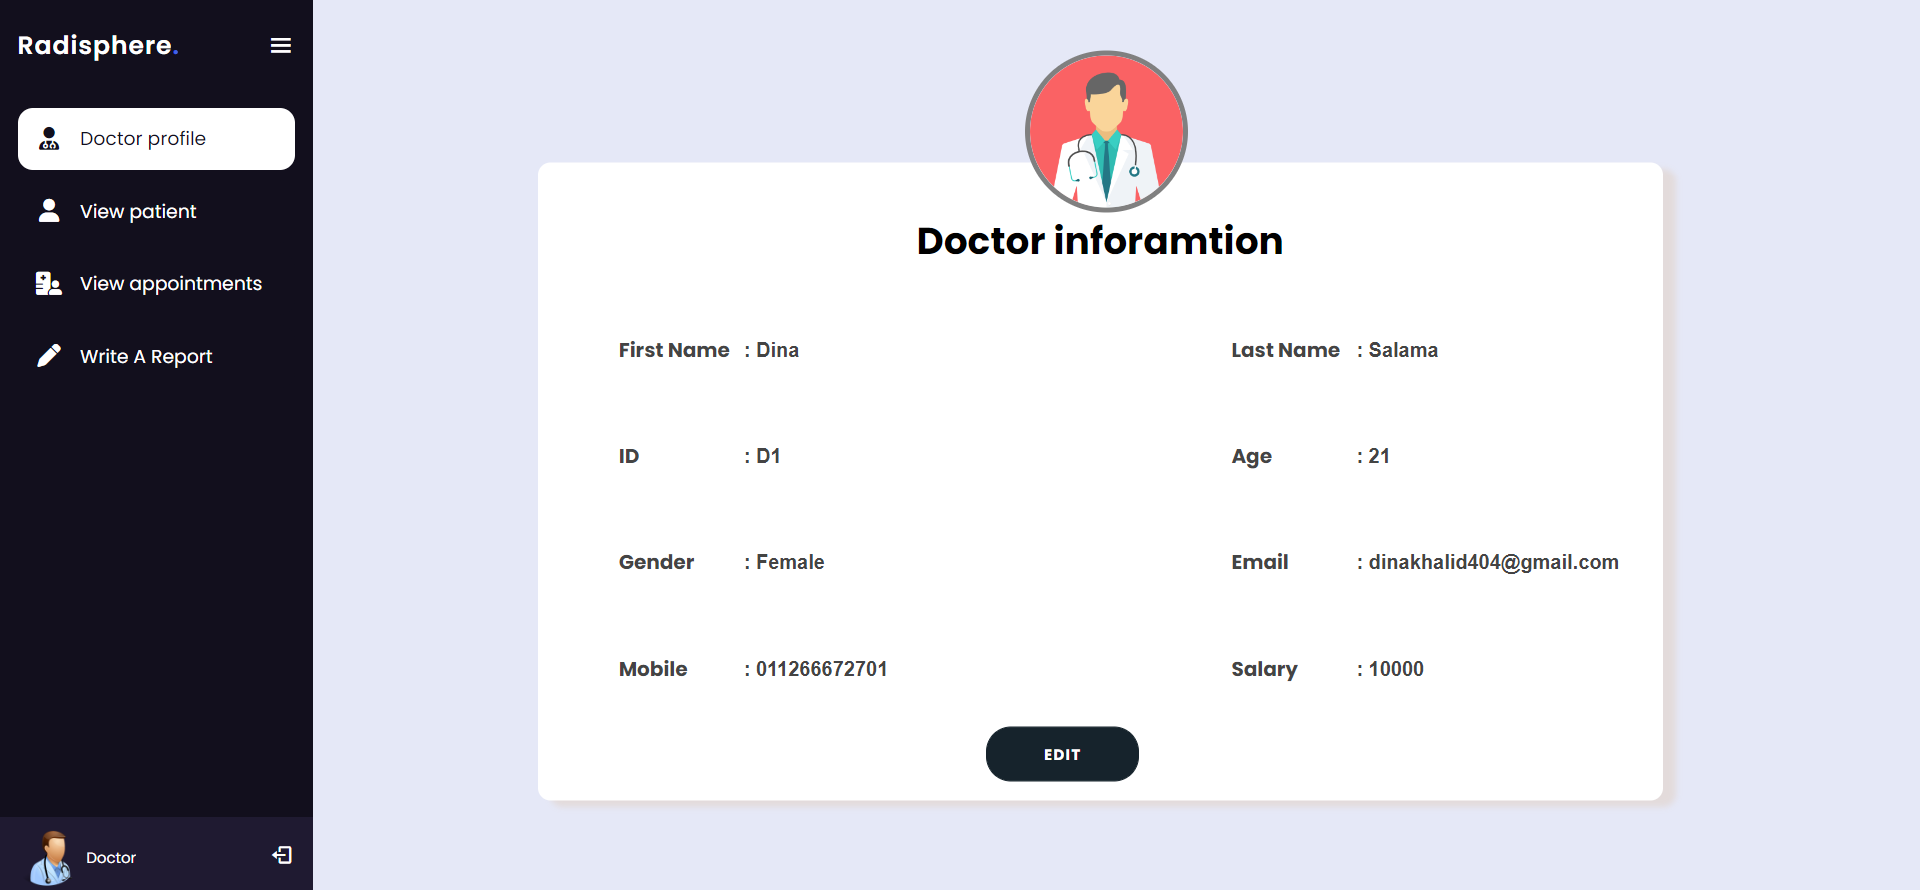 Radisphere.
Doctor profile
View patient
View appointments
Write A Report
Doctor
Doctor inforamtion
First Name : Dina
Last Name : Salama
ID : D1
Age : 21
Gender : Female
Email : dinakhalid404@gmail.com
Mobile : 011266672701
Salary : 10000
EDIT